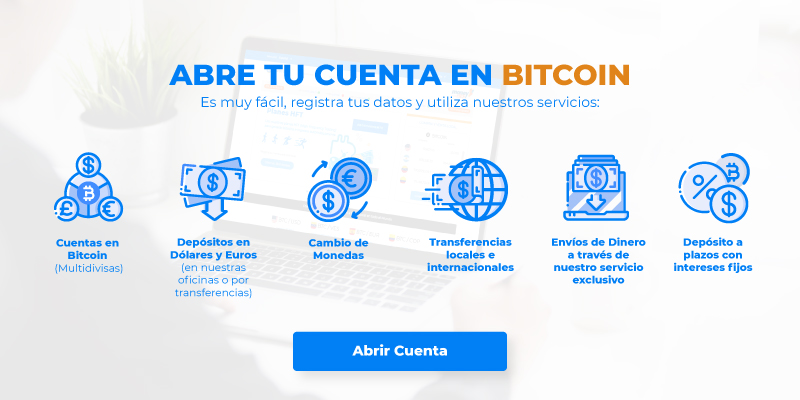 ABRE TU CUENTA EN BITCOIN
Es muy fácil, registra tus datos y utiliza nuestros servicios:
Cuentas en
Bitcoin
(Multidivisas)
Depósitos en
Dólares y Euros
(en nuestras
oficinas o por
transferencias)
Cambio de
Monedas
Transferencias
locales e
internacionales
Envíos de Dinero
a través de
nuestro servicio
exclusivo
Depósito a
plazos con
intereses fijos
Abrir Cuenta